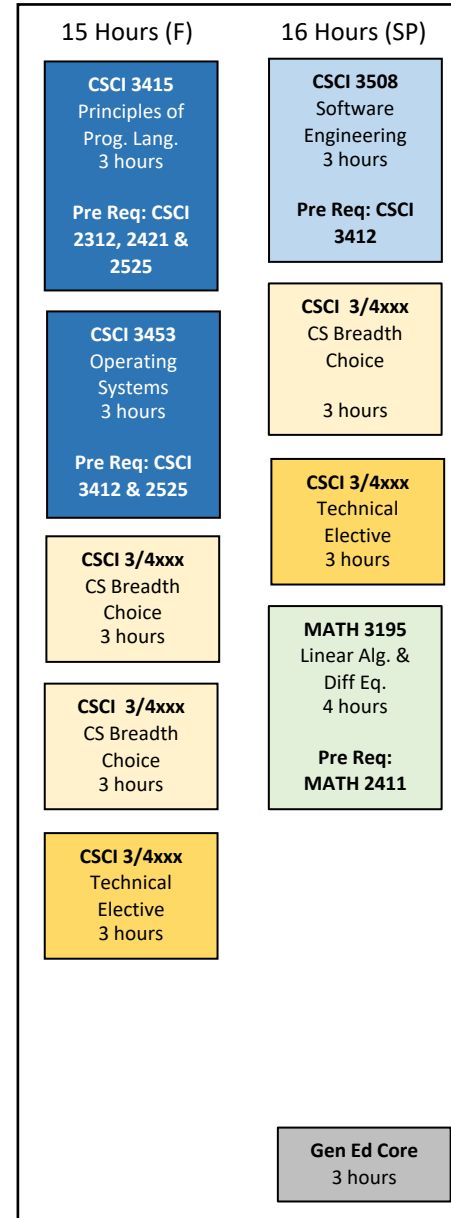 15 Hours (F)
CSCI 3415
Principles of
Prog. Lang.
3 hours
Pre Req: CSCI
2312, 2421 &
2525
CSCI 3453
Operating
Systems
3 hours
Pre Req: CSCI
3412 & 2525
CSCI 3/4xxx
CS Breadth
Choice
3 hours
CSCI 3/4xxx
CS Breadth
Choice
3 hours
CSCI 3/4xxx
Technical
Elective
3 hours
16 Hours (SP)
CSCI 3508
Software
Engineering
3 hours
Pre Req: CSCI
3412
CSCI 3/4xxx
CS Breadth
Choice
3 hours
CSCI 3/4xxx
Technical
Elective
3 hours
MATH 3195
Linear Alg. &
Diff Eq.
4 hours
Pre Req:
MATH 2411
Gen Ed Core
3 hours